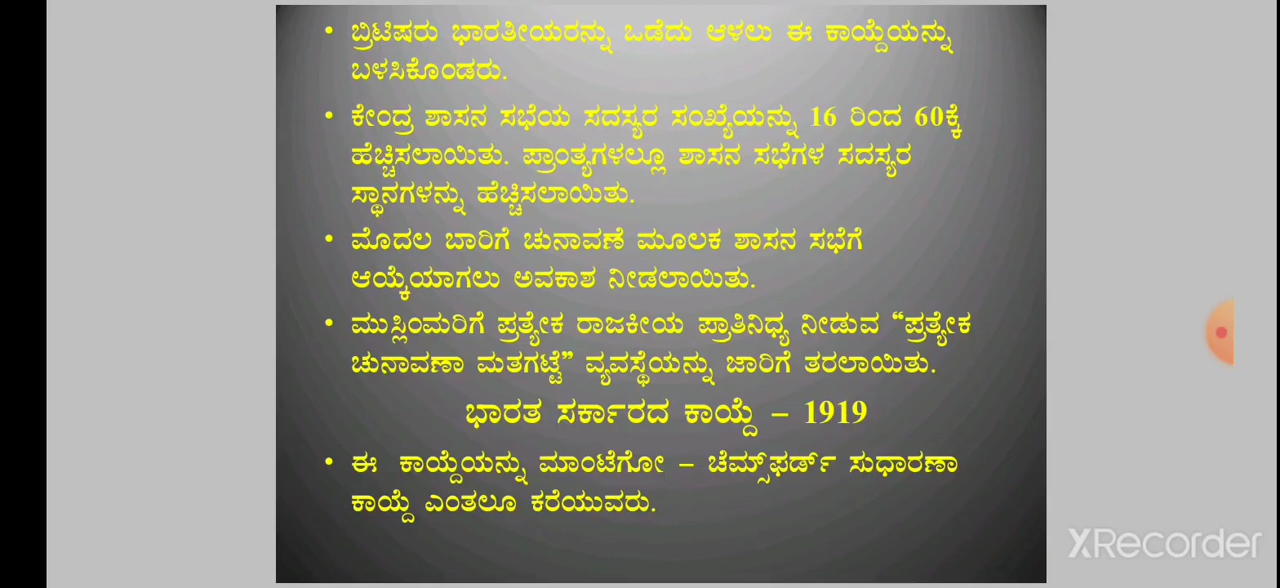 • ಬ್ರಿಟಿಷರು ಭಾರತೀಯರನ್ನು ಒಡೆದು ಆಳಲು ಈ ಕಾಯ್ದೆಯನ್ನು
ಬಳಸಿಕೊಂಡರು.
• ಕೇಂದ್ರ ಶಾಸನ ಸಭೆಯ ಸದಸ್ಯರ ಸಂಖ್ಯೆಯನ್ನು 16 ರಿಂದ 60ಕ್ಕೆ
ಹೆಚ್ಚಿಸಲಾಯಿತು. ಪ್ರಾಂತ್ಯಗಳಲ್ಲೂ ಶಾಸನ ಸಭೆಗಳ ಸದಸ್ಯರ
ಸ್ಥಾನಗಳನ್ನು ಹೆಚ್ಚಿಸಲಾಯಿತು.
• ಮೊದಲ ಬಾರಿಗೆ ಚುನಾವಣೆ ಮೂಲಕ ಶಾಸನ ಸಭೆಗೆ
ಆಯ್ಕೆಯಾಗಲು ಅವಕಾಶ ನೀಡಲಾಯಿತು.
• ಮುಸ್ಲಿಂಮರಿಗೆ ಪ್ರತ್ಯೇಕ ರಾಜಕೀಯ ಪ್ರಾತಿನಿಧ್ಯ ನೀಡುವ “ಪ್ರತ್ಯೇಕ
ಚುನಾವಣಾ ಮತಗಟ್ಟೆ” ವ್ಯವಸ್ಥೆಯನ್ನು ಜಾರಿಗೆ ತರಲಾಯಿತು.
ಭಾರತ ಸರ್ಕಾರದ ಕಾಯ್ದೆ – 1919
• ಈ ಕಾಯ್ದೆಯನ್ನು ಮಾಂಟೆಗೋ – ಚೆಮ್ಸ್‌ಫರ್ಡ್ ಸುಧಾರಣಾ
ಕಾಯ್ದೆ ಎಂತಲೂ ಕರೆಯುವರು.
XRecorder